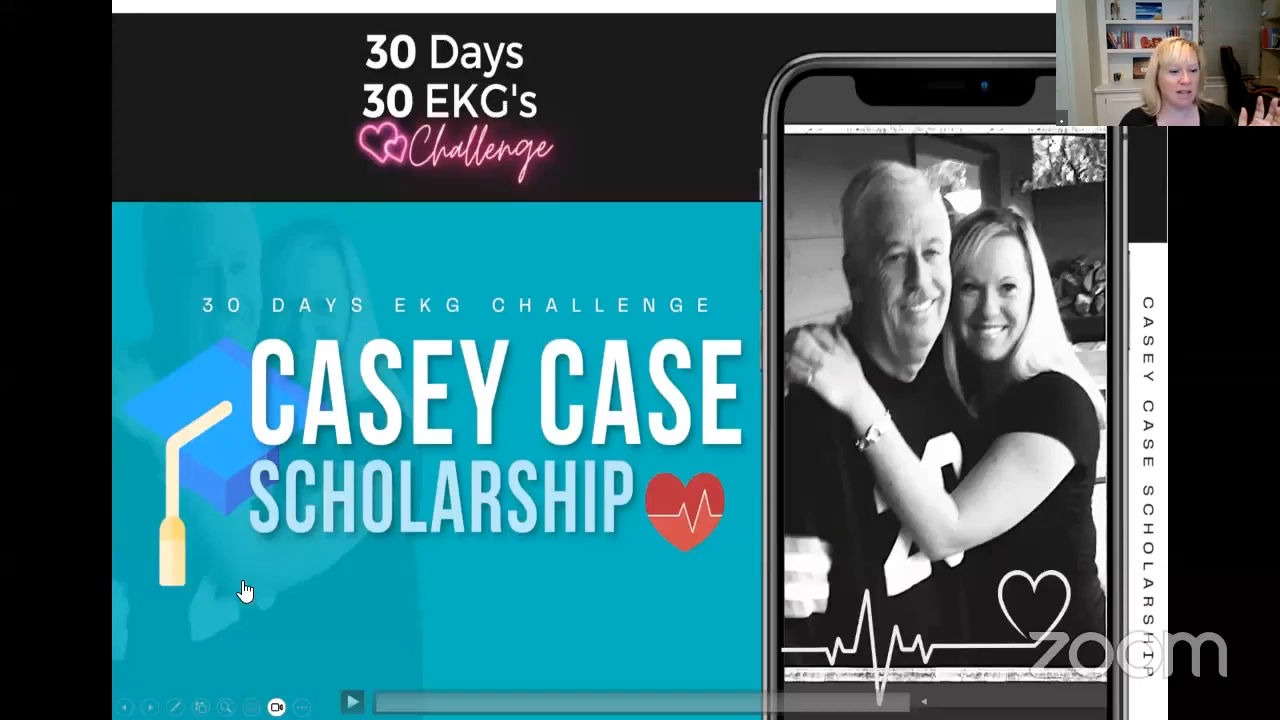 30 Days
30 EKG's
Challenge
30 DAYS EKG CHALLENGE
CASEY CASE
SCHOLARSHIP
CASEY CASE SCHOLARSHIP
zoom